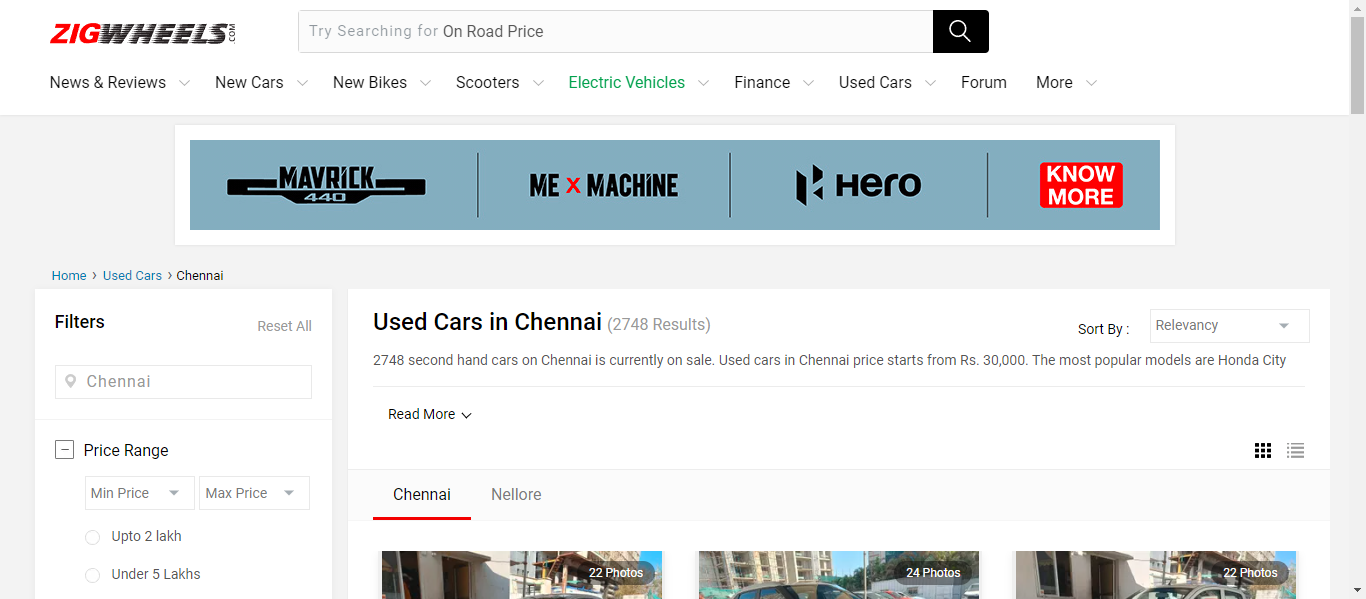 ZIGWHEELS.COM
Try Searching for On Road Price
News & Reviews New Cars New Bikes Scooters Electric Vehicles Finance Used Cars Forum More
MAVRICK
440
ME X MACHINE
Hero
KNOW
MORE
Home › Used Cars › Chennai
Filters
Reset All
Chennai
Price Range
Min Price Max Price
Upto 2 lakh
Under 5 Lakhs
Used Cars in Chennai (2748 Results)
Sort By : Relevancy
2748 second hand cars on Chennai is currently on sale. Used cars in Chennai price starts from Rs. 30,000. The most popular models are Honda City
Read More
Chennai Nellore
22 Photos 24 Photos 22 Photos